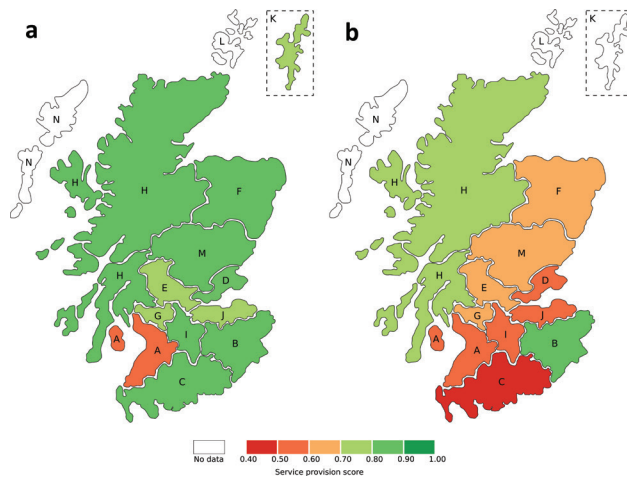 a
K
L
N
N
H
H
F
M
H
D
E
G
J
A
A
I
B
C
b
K
L
N
N
H
H
F
M
H
D
E
G
J
A
A
I
B
C
No data
0.40 0.50 0.60 0.70 0.80 0.90 1.00
Service provision score